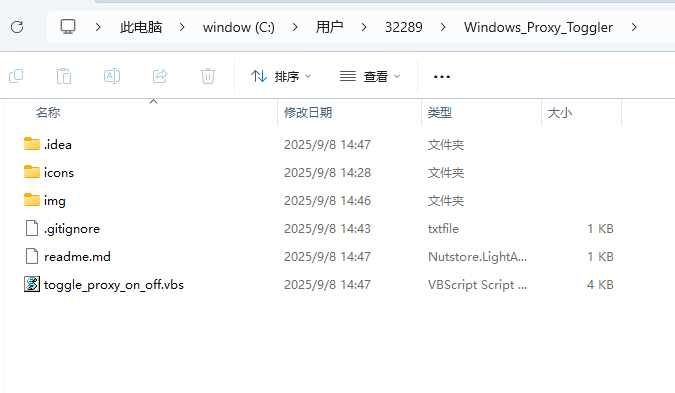 此电脑 window (C:) 用户 32289 Windows_Proxy_Toggler
排序 查看
名称 修改日期 类型 大小
.idea 2025/9/8 14:47 文件夹
icons 2025/9/8 14:28 文件夹
img 2025/9/8 14:46 文件夹
.gitignore 2025/9/8 14:43 txtfile 1 KB
readme.md 2025/9/8 14:47 Nutstore.LightA... 1 KB
toggle_proxy_on_off.vbs 2025/9/8 14:47 VBScript Script ... 4 KB